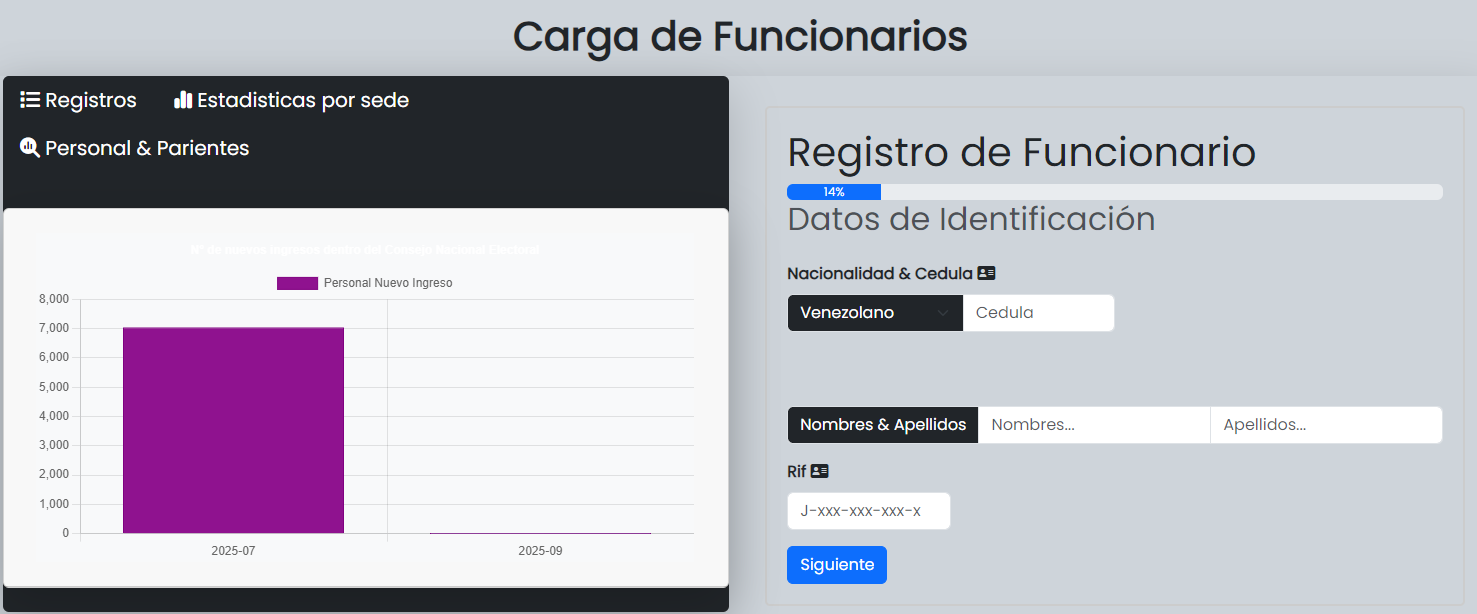 Carga de Funcionarios
Registros
Estadisticas por sede
Personal & Parientes
N° de nuevos ingresos dentro del Consejo Nacional Electoral
Personal Nuevo Ingreso
8,000
7,000
6,000
5,000
4,000
3,000
2,000
1,000
0
2025-07
2025-09
Registro de Funcionario
14%
Datos de Identificación
Nacionalidad & Cedula
Venezolano
Cedula
Nombres & Apellidos
Nombres...
Apellidos...
Rif
J-xxx-xxx-xxx-x
Siguiente